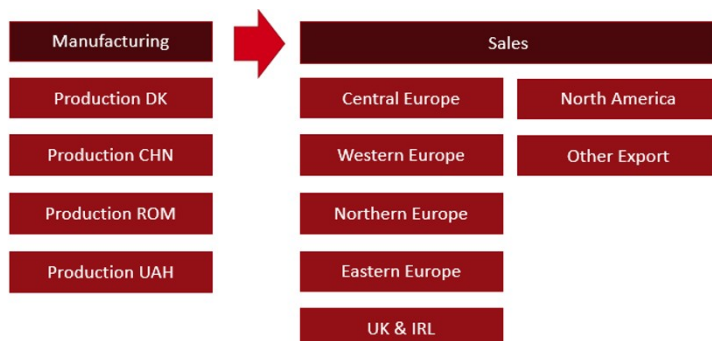 Manufacturing
Production DK
Production CHN
Production ROM
Production UAH
Sales
Central Europe
Western Europe
Northern Europe
Eastern Europe
UK & IRL
North America
Other Export